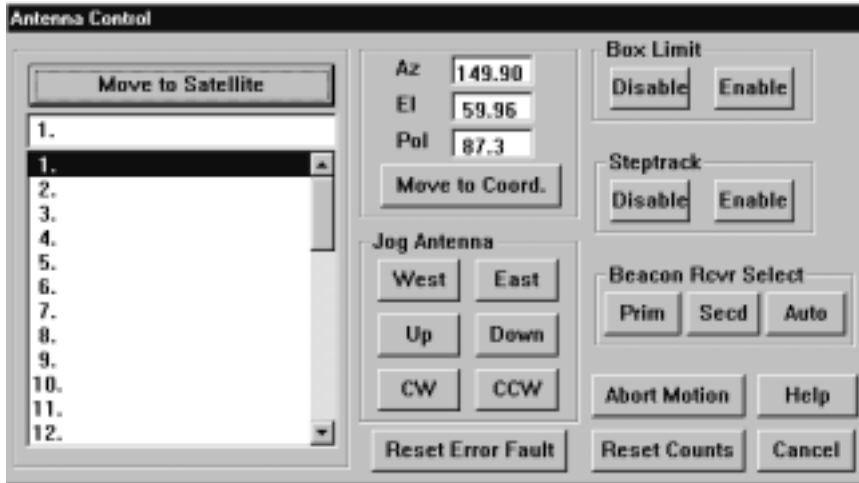 Antenna Control
Move to Satellite
1.
1.
2.
3.
4.
5.
6.
7.
8.
9.
10.
11.
12.
Az 149.90
El 59.96
Pol 87.3
Move to Coord.
Jog Antenna
West East
Up Down
CW CCW
Reset Error Fault
Box Limit
Disable Enable
Steptrack
Disable Enable
Beacon Rcvr Select
Prim Secd Auto
Abort Motion Help
Reset Counts Cancel